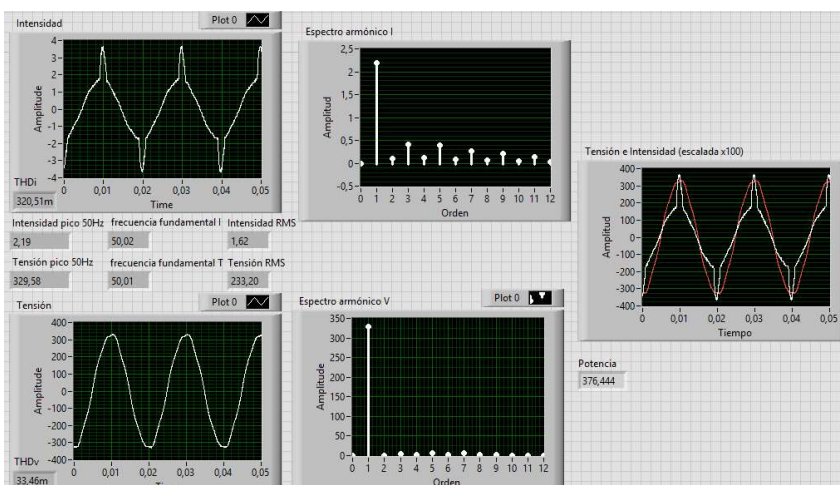 Intensidad
Plot 0
Amplitude
4
3
2
1
0
-1
-2
-3
-4
0 0,01 0,02 0,03 0,04 0,05
Time
THDi
320,51m
Espectro armónico I
Amplitud
2,5
2
1,5
1
0,5
0
-0,5
0 1 2 3 4 5 6 7 8 9 10 11 12
Orden
Intensidad pico 50Hz frecuencia fundamental I Intensidad RMS
2,19 50,02 1,62
Tensión pico 50Hz frecuencia fundamental T Tensión RMS
329,58 50,01 233,20
Tensión e Intensidad (escalada x100)
Amplitud
400
300
200
100
0
-100
-200
-300
-400
0 0,01 0,02 0,03 0,04 0,05
Tiempo
Tensión
Plot 0
Amplitude
400
300
200
100
0
-100
-200
-300
-400
0 0,01 0,02 0,03 0,04 0,05
THDv
33,46m
Espectro armónico V
Plot 0
Amplitude
350
300
250
200
150
100
50
0
0 1 2 3 4 5 6 7 8 9 10 11 12
Orden
Potencia
376,444